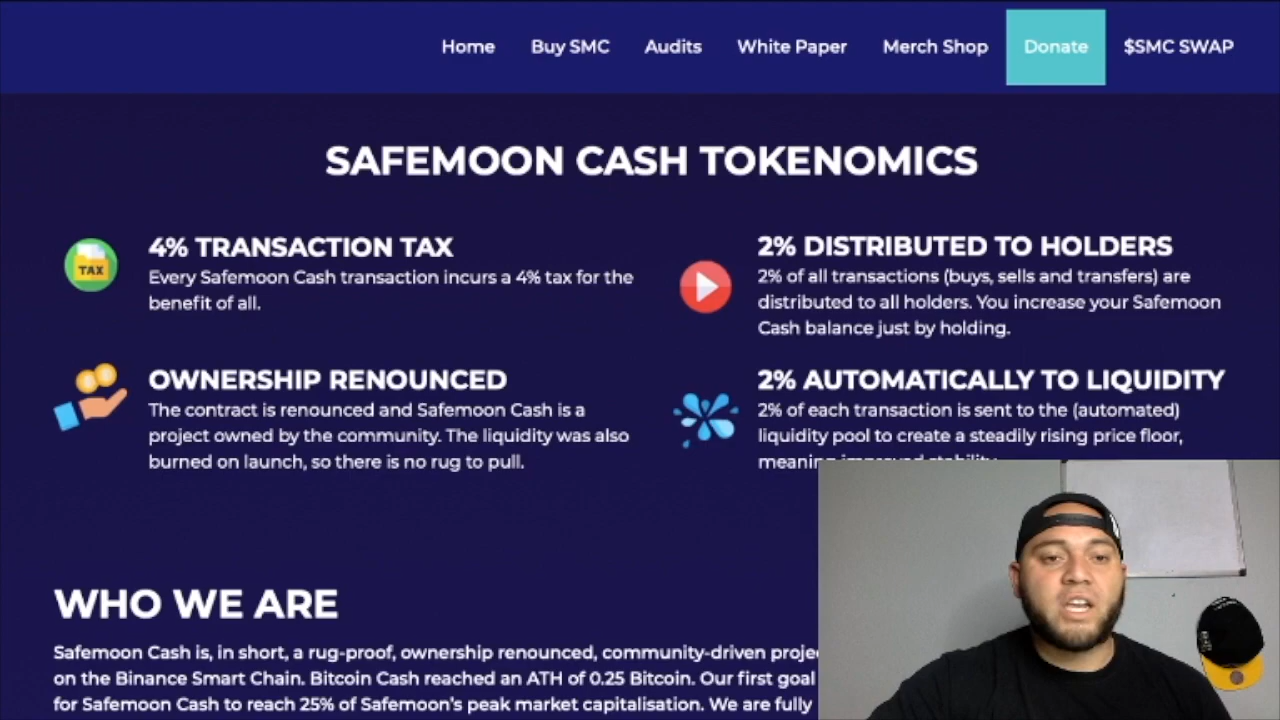 Home Buy SMC Audits White Paper Merch Shop Donate $SMC SWAP
SAFEMOON CASH TOKENOMICS
4% TRANSACTION TAX
Every Safemoon Cash transaction incurs a 4% tax for the
benefit of all.
TAX
2% DISTRIBUTED TO HOLDERS
2% of all transactions (buys, sells and transfers) are
distributed to all holders. You increase your Safemoon
Cash balance just by holding.
OWNERSHIP RENOUNCED
The contract is renounced and Safemoon Cash is a
project owned by the community. The liquidity was also
burned on launch, so there is no rug to pull.
2% AUTOMATICALLY TO LIQUIDITY
2% of each transaction is sent to the (automated)
liquidity pool to create a steadily rising price floor,
meaning improved stability.
WHO WE ARE
Safemoon Cash is, in short, a rug-proof, ownership renounced, community-driven
on the Binance Smart Chain. Bitcoin Cash reached an ATH of 0.25 Bitcoin. Our first goal
for Safemoon Cash to reach 25% of Safemoon's peak market capitalisation. We are fully